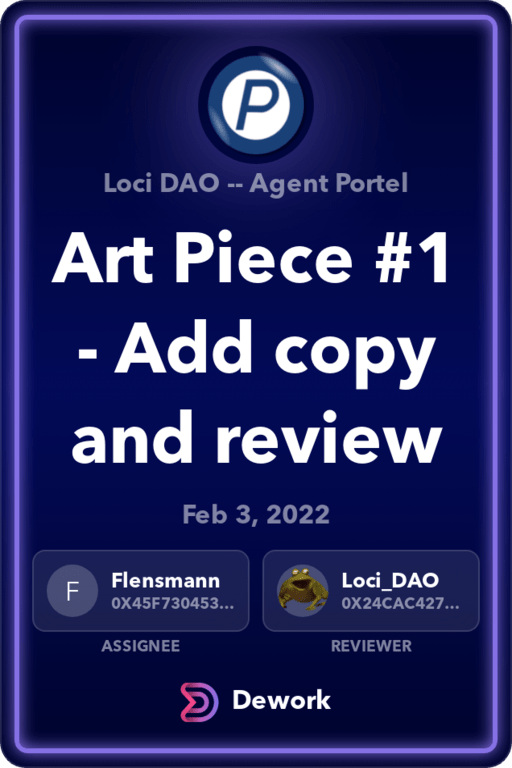 P
Loci DAO -- Agent Portel
Art Piece #1
- Add copy
and review
Feb 3, 2022
F
Flensmann
0X45F730453...
Loci_DAO
0X24CAC427...
ASSIGNEE
REVIEWER
Dework